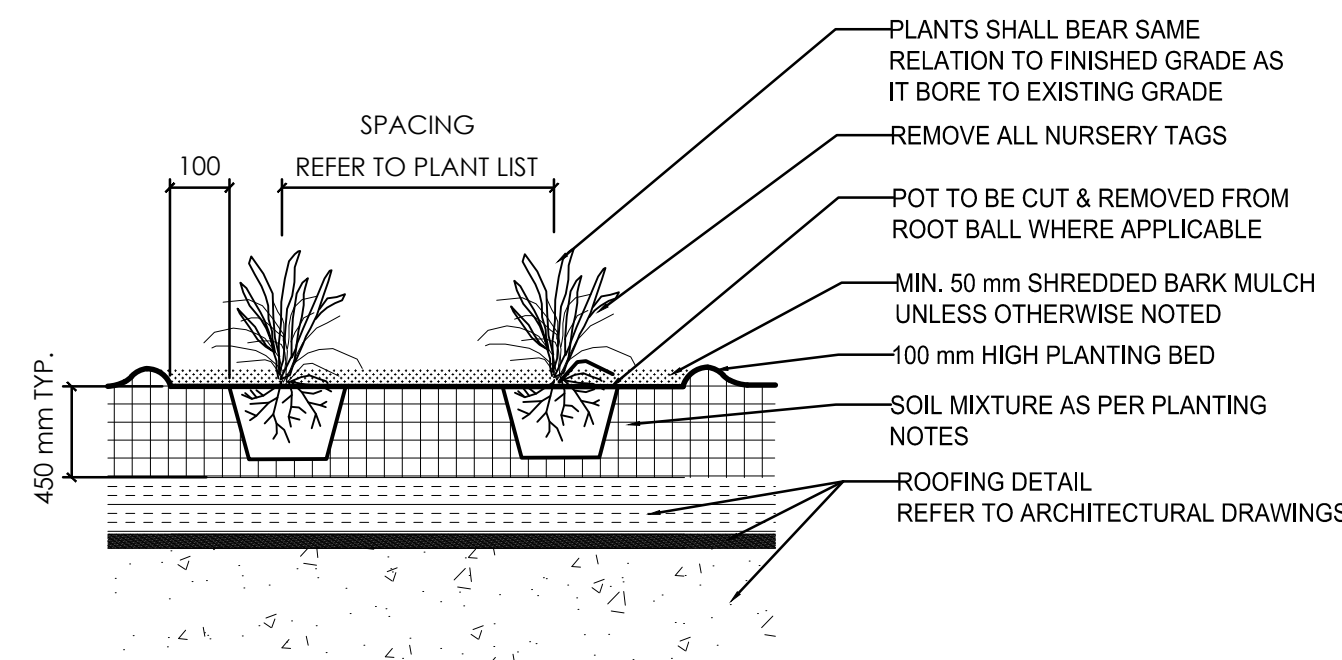 PLANTS SHALL BEAR SAME
RELATION TO FINISHED GRADE AS
IT BORE TO EXISTING GRADE
SPACING
REFER TO PLANT LIST
100
REMOVE ALL NURSERY TAGS
POT TO BE CUT & REMOVED FROM
ROOT BALL WHERE APPLICABLE
MIN. 50 mm SHREDDED BARK MULCH
UNLESS OTHERWISE NOTED
100 mm HIGH PLANTING BED
450 mm TYP.
SOIL MIXTURE AS PER PLANTING
NOTES
ROOFING DETAIL
REFER TO ARCHITECTURAL DRAWINGS